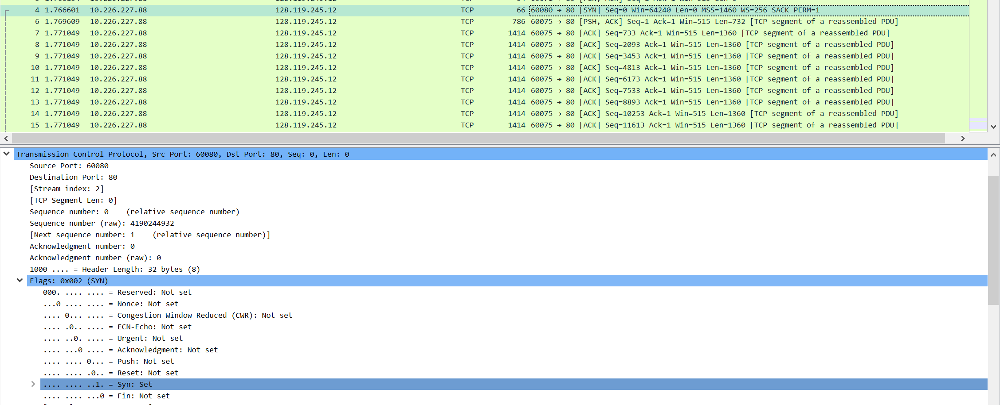 4 1.766601 10.226.227.88 128.119.245.12 TCP 66 60080 → 80 [SYN] Seq=0 Win=64240 Len=0 MSS=1460 WS=256 SACK_PERM=1
6 1.769609 10.226.227.88 128.119.245.12 TCP 786 60075 → 80 [PSH, ACK] Seq=1 Ack=1 Win=515 Len=732 [TCP segment of a reassembled PDU]
7 1.771049 10.226.227.88 128.119.245.12 TCP 1414 60075 → 80 [ACK] Seq=733 Ack=1 Win=515 Len=1360 [TCP segment of a reassembled PDU]
8 1.771049 10.226.227.88 128.119.245.12 TCP 1414 60075 → 80 [ACK] Seq=2093 Ack=1 Win=515 Len=1360 [TCP segment of a reassembled PDU]
9 1.771049 10.226.227.88 128.119.245.12 TCP 1414 60075 → 80 [ACK] Seq=3453 Ack=1 Win=515 Len=1360 [TCP segment of a reassembled PDU]
10 1.771049 10.226.227.88 128.119.245.12 TCP 1414 60075 → 80 [ACK] Seq=4813 Ack=1 Win=515 Len=1360 [TCP segment of a reassembled PDU]
11 1.771049 10.226.227.88 128.119.245.12 TCP 1414 60075 → 80 [ACK] Seq=6173 Ack=1 Win=515 Len=1360 [TCP segment of a reassembled PDU]
12 1.771049 10.226.227.88 128.119.245.12 TCP 1414 60075 → 80 [ACK] Seq=7533 Ack=1 Win=515 Len=1360 [TCP segment of a reassembled PDU]
13 1.771049 10.226.227.88 128.119.245.12 TCP 1414 60075 → 80 [ACK] Seq=8893 Ack=1 Win=515 Len=1360 [TCP segment of a reassembled PDU]
14 1.771049 10.226.227.88 128.119.245.12 TCP 1414 60075 → 80 [ACK] Seq=10253 Ack=1 Win=515 Len=1360 [TCP segment of a reassembled PDU]
15 1.771049 10.226.227.88 128.119.245.12 TCP 1414 60075 → 80 [ACK] Seq=11613 Ack=1 Win=515 Len=1360 [TCP segment of a reassembled PDU]
Transmission Control Protocol, Src Port: 60080, Dst Port: 80, Seq: 0, Len: 0
Source Port: 60080
Destination Port: 80
[Stream index: 2]
[TCP Segment Len: 0]
Sequence number: 0    (relative sequence number)
Sequence number (raw): 4190244932
[Next sequence number: 1    (relative sequence number)]
Acknowledgment number: 0
Acknowledgment number (raw): 0
1000 .... = Header Length: 32 bytes (8)
Flags: 0x002 (SYN)
000. .... .... = Reserved: Not set
...0 .... .... = Nonce: Not set
.... 0... .... = Congestion Window Reduced (CWR): Not set
.... .0.. .... = ECN-Echo: Not set
.... ..0. .... = Urgent: Not set
.... ...0 .... = Acknowledgment: Not set
.... .... 0... = Push: Not set
.... .... .0.. = Reset: Not set
.... .... ..1. = Syn: Set
.... .... ...0 = Fin: Not set